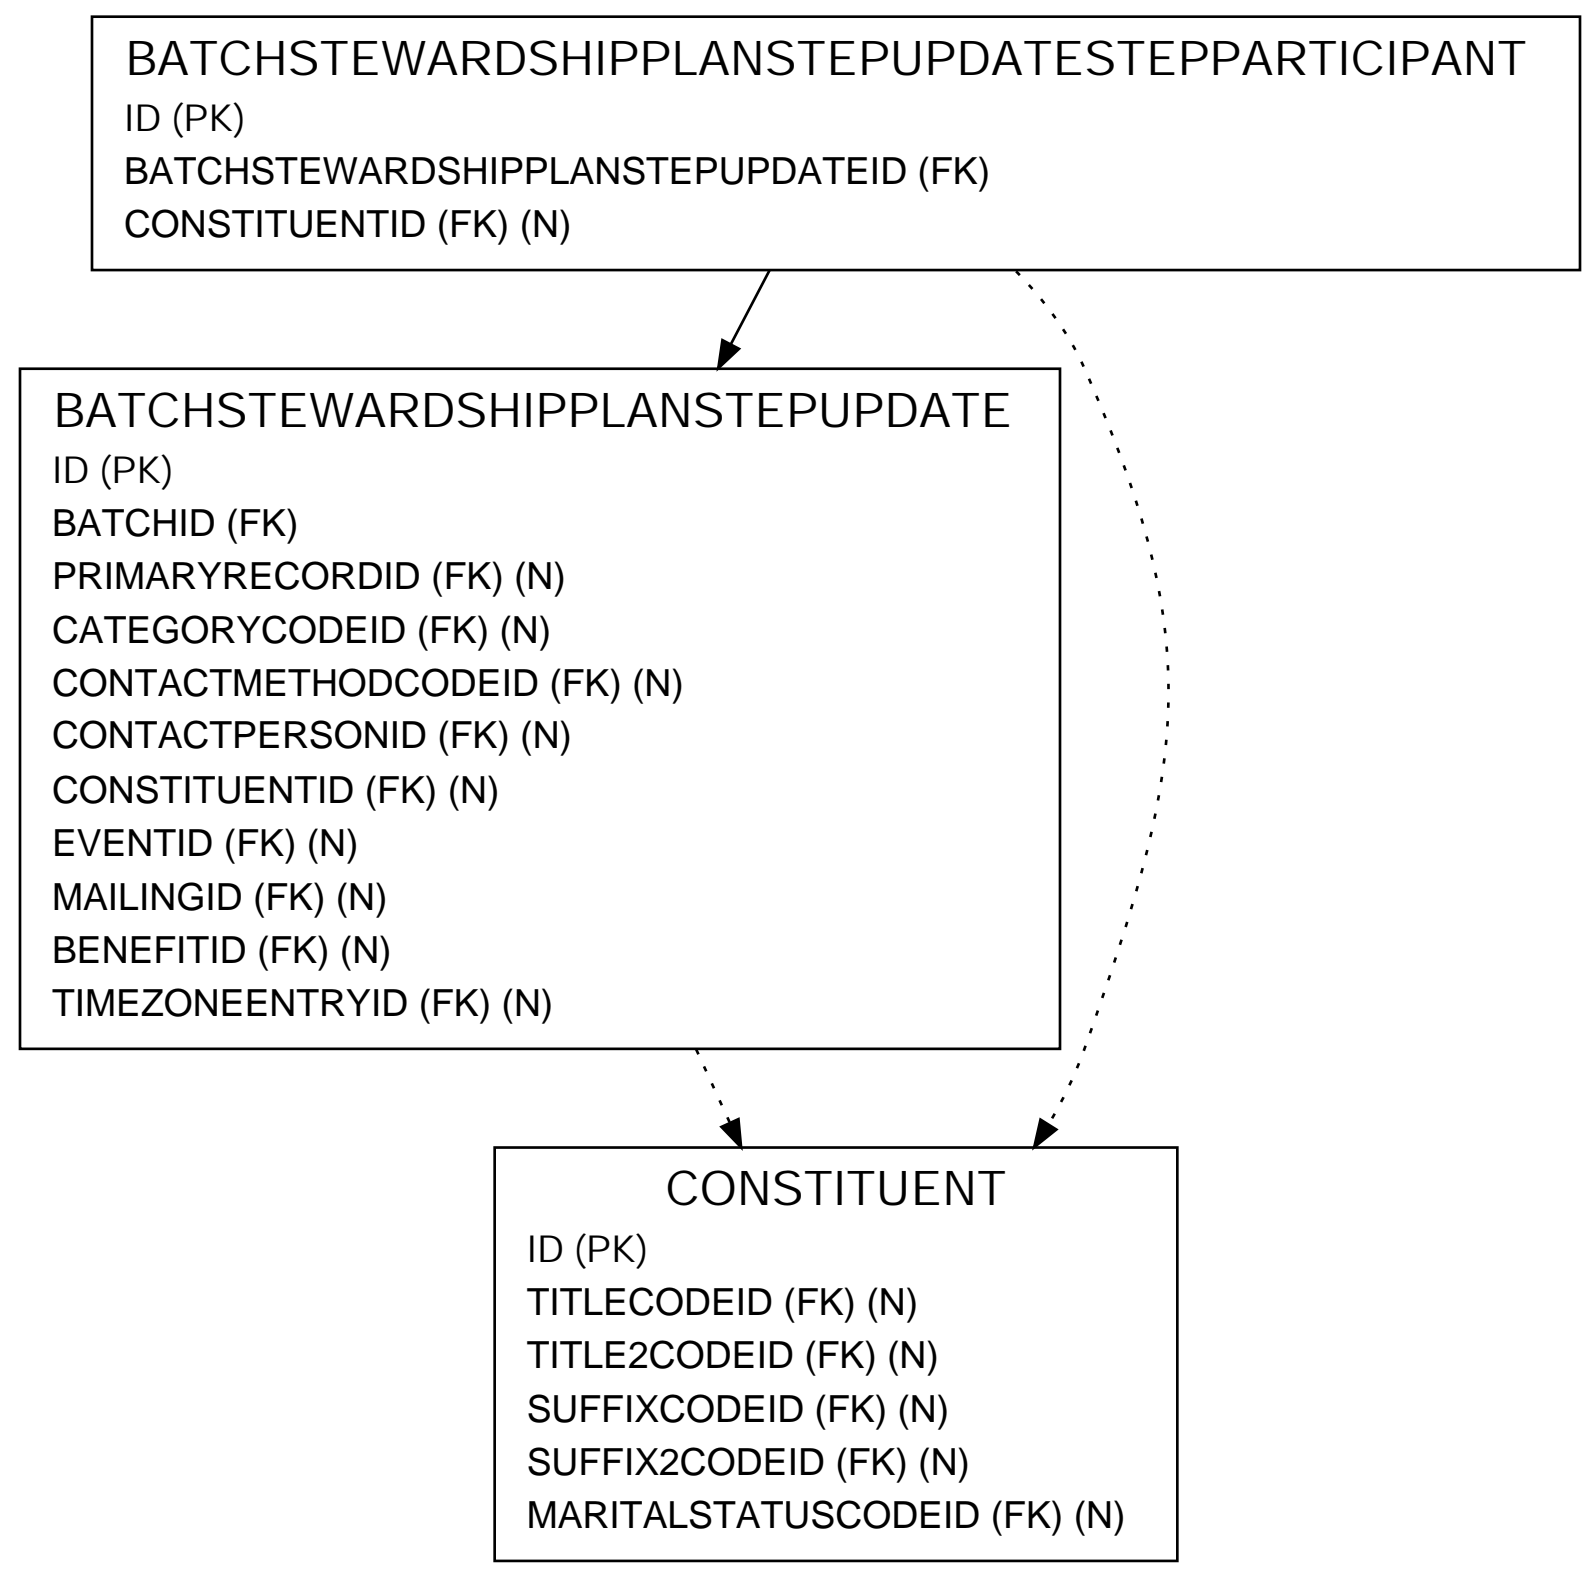 BATCHSTEWARDSHIPPLANSTEPUPDATESTEPPARTICIPANT
ID (PK)
BATCHSTEWARDSHIPPLANSTEPUPDATEID (FK)
CONSTITUENTID (FK) (N)
BATCHSTEWARDSHIPPLANSTEPUPDATE
ID (PK)
BATCHID (FK)
PRIMARYRECORDID (FK) (N)
CATEGORYCODEID (FK) (N)
CONTACTMETHODCODEID (FK) (N)
CONTACTPERSONID (FK) (N)
CONSTITUENTID (FK) (N)
EVENTID (FK) (N)
MAILINGID (FK) (N)
BENEFITID (FK) (N)
TIMEZONEENTRYID (FK) (N)
CONSTITUENT
ID (PK)
TITLECODEID (FK) (N)
TITLE2CODEID (FK) (N)
SUFFIXCODEID (FK) (N)
SUFFIX2CODEID (FK) (N)
MARITALSTATUSCODEID (FK) (N)